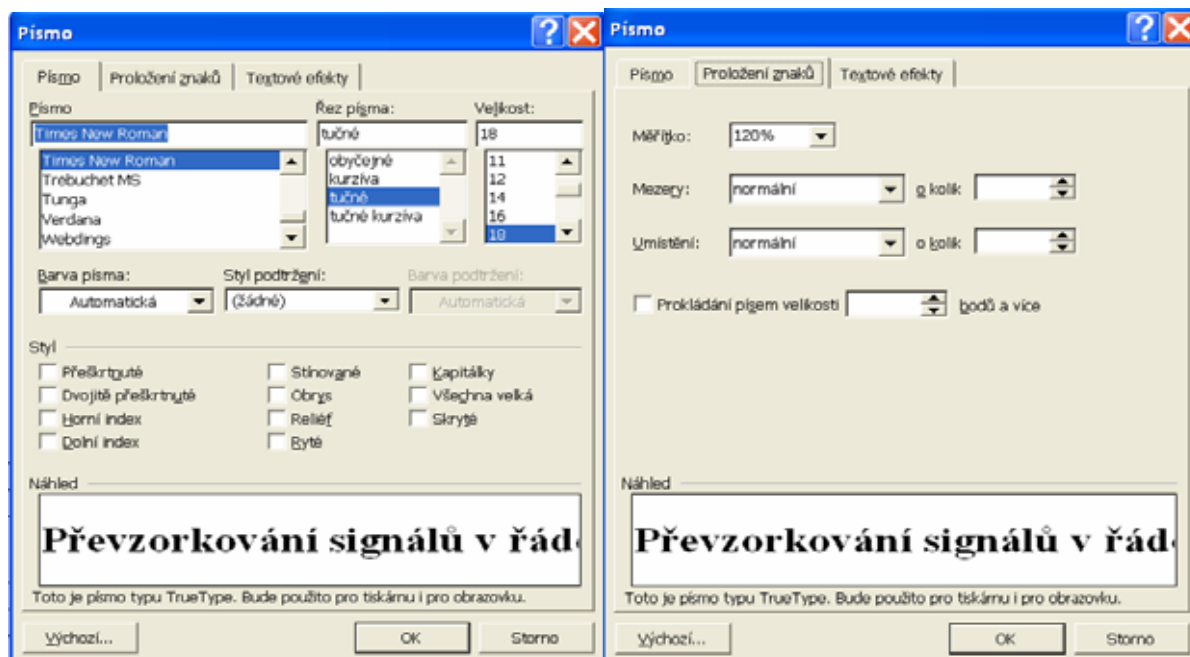 Písmo
Písmo Proložení znaků Textové efekty
Písmo Řez písma: Velikost:
Times New Roman tučné 18
Times New Roman obyčejné 11
Trebuchet MS kurzíva 12
Tunga tučné 14
Verdana tučné kurzíva 16
Webdings 18
Barva písma: Styl podtržení: Barva podtržení:
Automatická (žádné) Automatická
Styl
Přeškrtnuté Stínované Kapitálky
Dvojitě přeškrtnuté Obrys Všechna velká
Horní index Reliéf Skryté
Dolní index Ryté
Náhled
Převzorkování signálů v řád
Toto je písmo typu TrueType. Bude použito pro tiskárnu i pro obrazovku.
Výchozí... OK Storno
Písmo
Písmo Proložení znaků Textové efekty
Měřítko: 120%
Mezery: normální o kolik
Umístění: normální o kolik
Prokládání písem velikosti bodů a více
Náhled
Převzorkování signálů v řád
Toto je písmo typu TrueType. Bude použito pro tiskárnu i pro obrazovku.
Výchozí... OK Storno